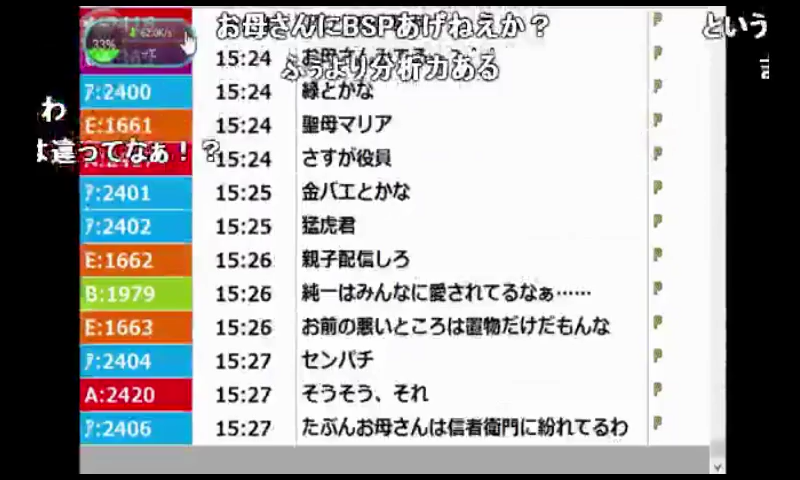 お母さんにBSPあげねえか？
という
33%
62.0K/s
15:24
ふぅより分析力ある
ｱ:2400 15:24 緑とかな P
わ
E:1661 15:24 聖母マリア P
は違ってなぁ！？
15:24 さすが役員 P
ｱ:2401 15:25 金バエとかな P
ｱ:2402 15:25 猛虎君 P
E:1662 15:26 親子配信しろ P
B:1979 15:26 純一はみんなに愛されてるなぁ…… P
E:1663 15:26 お前の悪いところは置物だけだもんな P
ｱ:2404 15:27 センパチ P
A:2420 15:27 そうそう、それ P
ｱ:2406 15:27 たぶんお母さんは信者衛門に紛れてるわ P